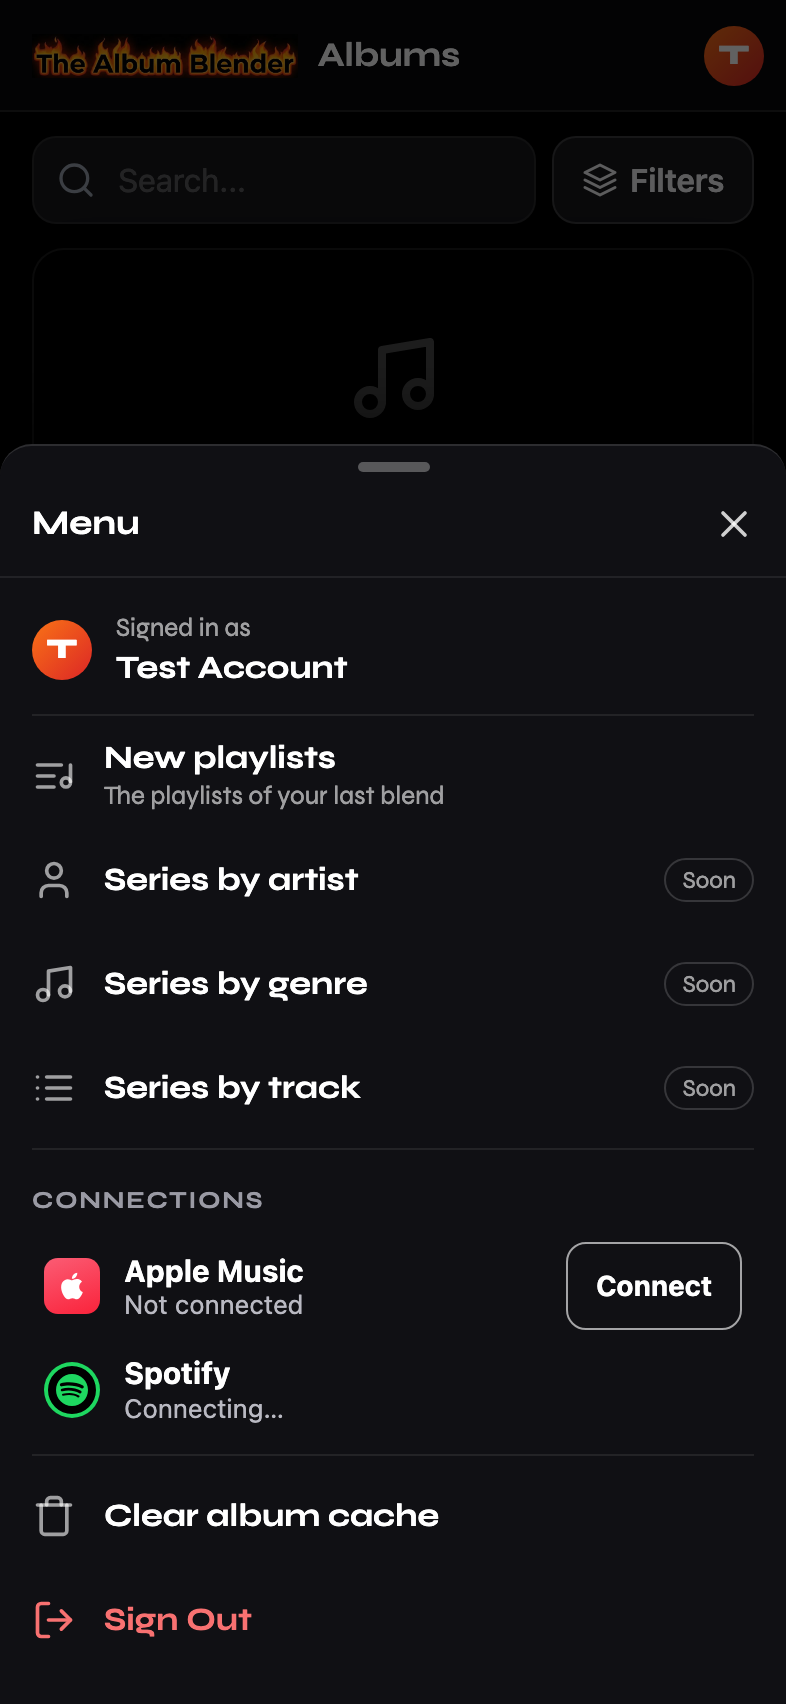 The Album Blender Albums T
Search...
Filters
Menu
T
Signed in as
Test Account
New playlists
The playlists of your last blend
Series by artist Soon
Series by genre Soon
Series by track Soon
CONNECTIONS
Apple Music
Not connected
Connect
Spotify
Connecting...
Clear album cache
Sign Out